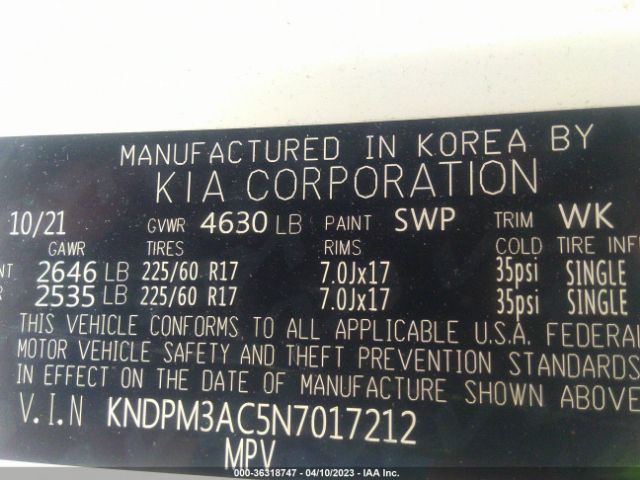 MANUFACTURED IN KOREA BY
KIA CORPORATION
10/21 GVWR 4630 LB PAINT SWP TRIM WK
GAWR TIRES RIMS COLD TIRE INF
NT 2646 LB 225/60 R17 7.0Jx17 35psi SINGLE
R 2535 LB 225/60 R17 7.0Jx17 35psi SINGLE
THIS VEHICLE CONFORMS TO ALL APPLICABLE U.S.A. FEDERAL
MOTOR VEHICLE SAFETY AND THEFT PREVENTION STANDARDS
IN EFFECT ON THE DATE OF MANUFACTURE SHOWN ABOVE
V.I.N KNDPM3AC5N7017212
MPV
000-36318747 - 04/10/2023 - IAA Inc.